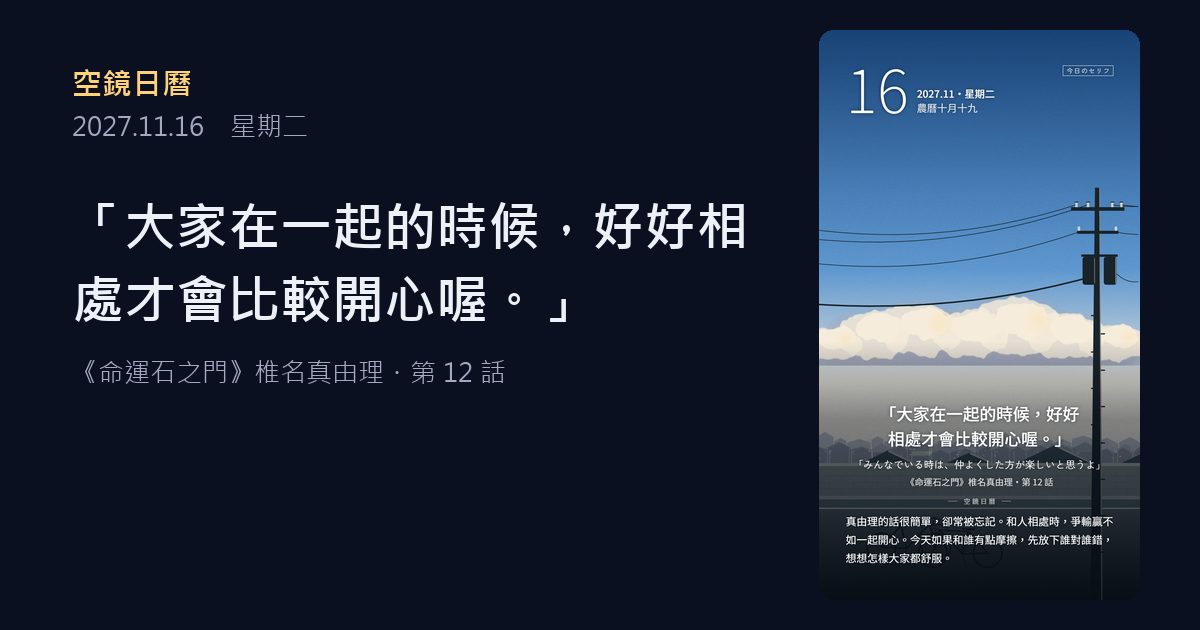 空鏡日曆
2027.11.16 星期二
「大家在一起的時候，好好相
處才會比較開心喔。」
《命運石之門》椎名真由理・第 12 話
16
2027.11・星期二
農曆十月十九
今日のセリフ
「大家在一起的時候，好好
相處才會比較開心喔。」
「みんなでいる時は、仲よくした方が楽しいと思うよ」
《命運石之門》椎名真由理・第 12 話
空鏡日曆
真由理的話很簡單，卻常被忘記。和人相處時，爭輸贏不
如一起開心。今天如果和誰有點摩擦，先放下誰對誰錯，
想想怎樣大家都舒服。